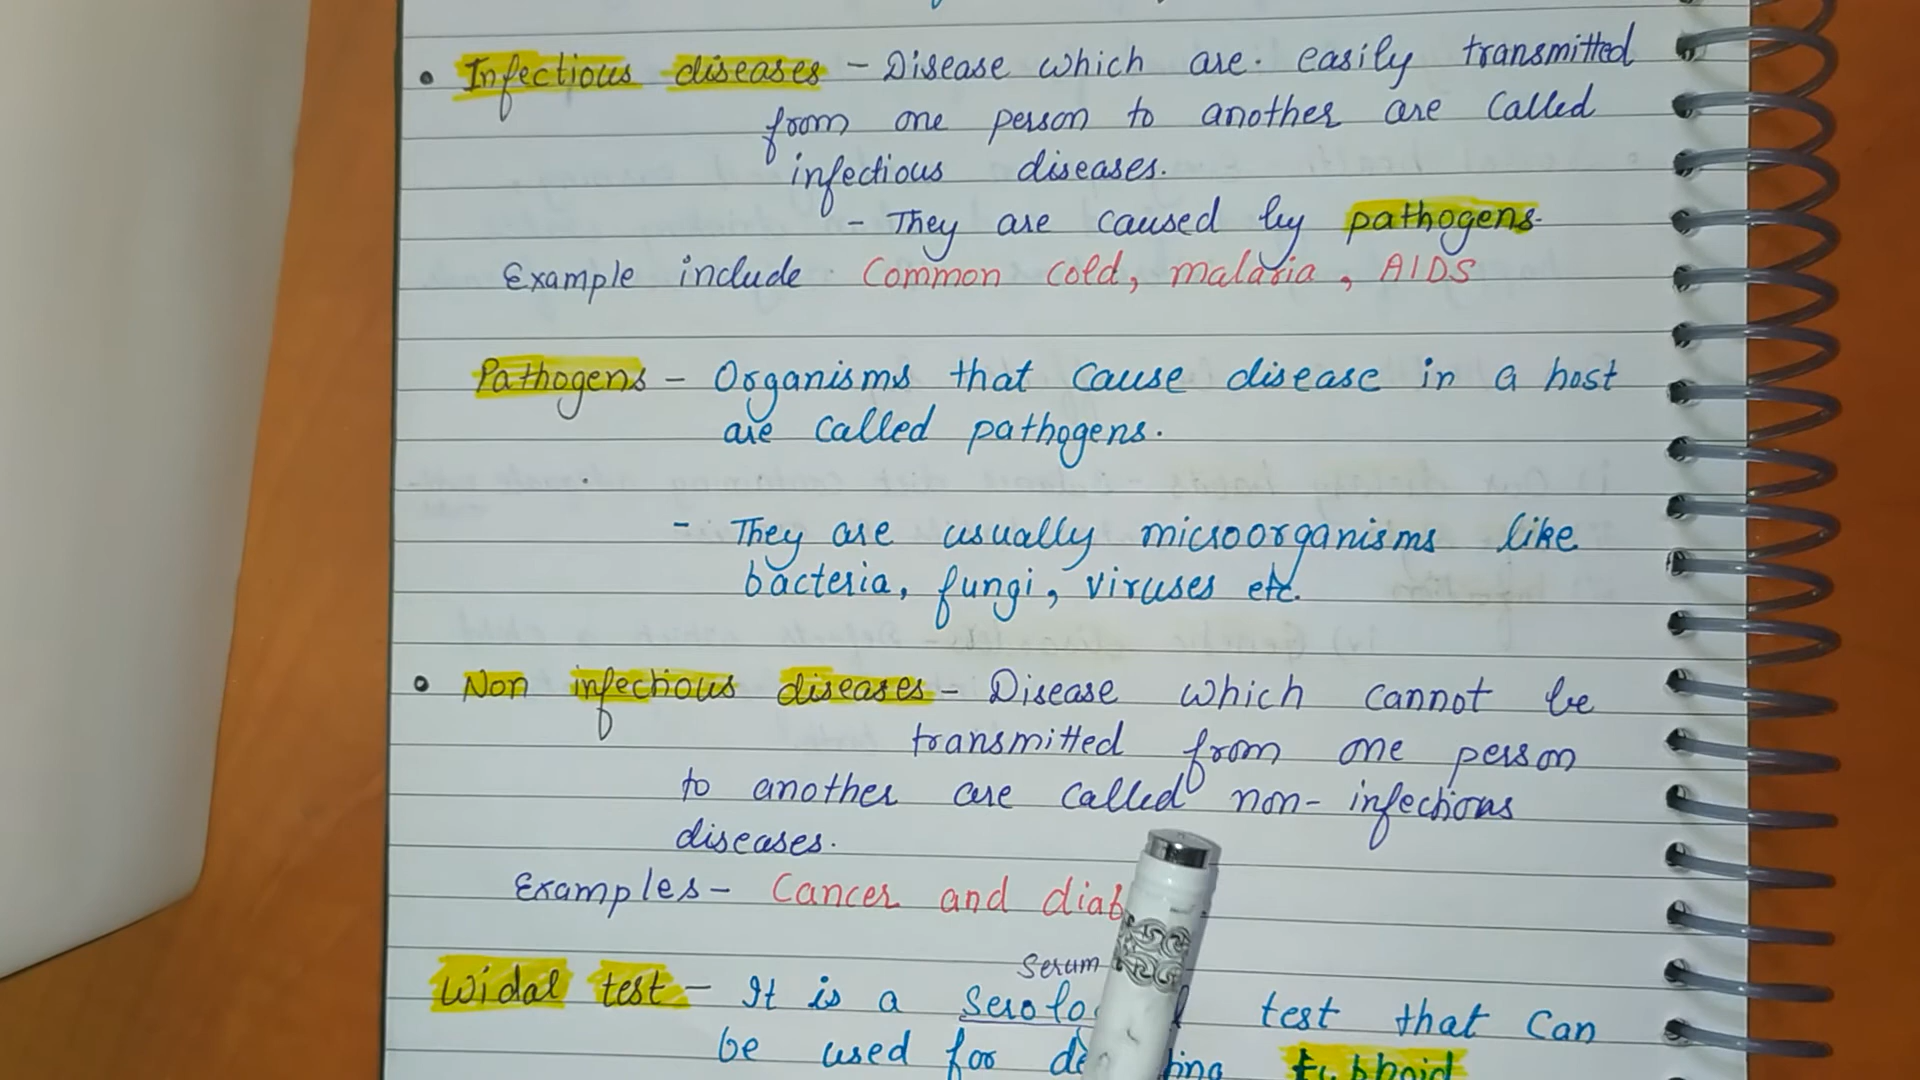 • Infectious diseases - Disease which are. easily transmitted
from one person to another are called
infectious diseases.
- They are caused by pathogens.
Example include Common cold, malaria, AIDS
Pathogens - Organisms that cause disease in a host
are called pathogens.
- They are usually microorganisms like
bacteria, fungi, viruses etc.
• Non infectious diseases - Disease which cannot be
transmitted from one person
to another are called non-infectious
diseases.
Examples - Cancer and
Serum
Widal test - It is a test that can
be used for